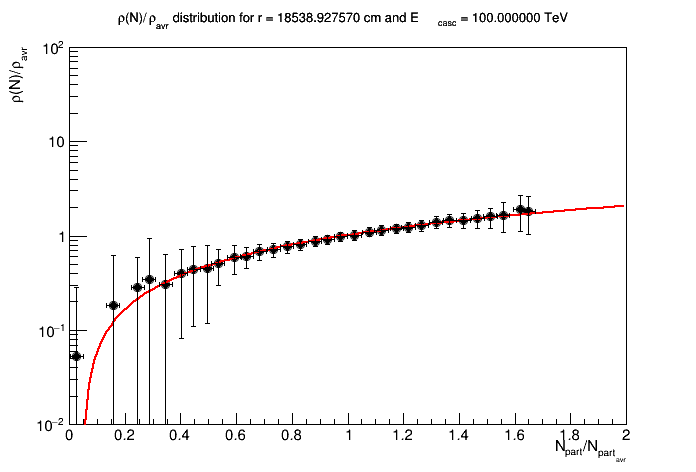 ρ(N)/ρavr distribution for r = 18538.927570 cm and E casc = 100.000000 TeV
ρ(N)/ρavr
10²
10
1
10⁻¹
10⁻²
0 0.2 0.4 0.6 0.8 1 1.2 1.4 1.6 1.8 2
Npart/Npartavr